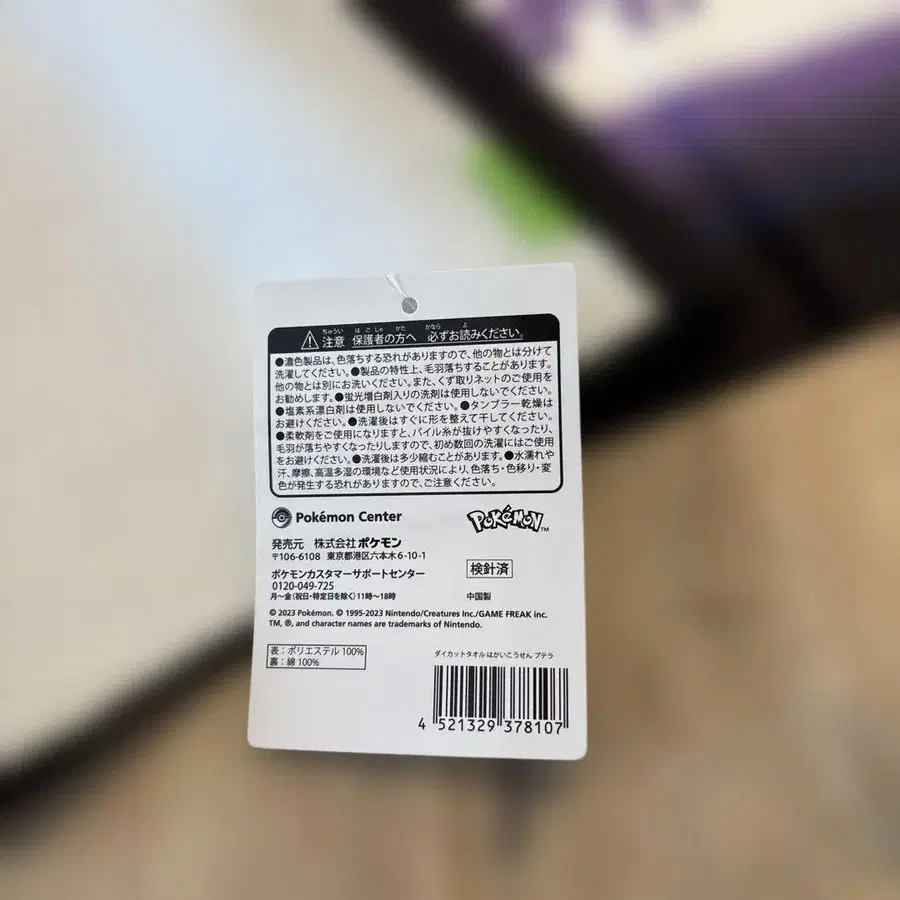 注意 保護者の方へ 必ずお読みください。
●濃色製品は、色落ちする恐れがありますので、他の物とは分けて
洗濯してください。●製品の特性上、毛羽落ちすることがあります。
他の物とは別にお洗いください。また、くず取りネットのご使用を
お勧めします。●蛍光増白剤入りの洗剤は使用しないでください。
●塩素系漂白剤は使用しないでください。●タンブラー乾燥は
お避けください。●洗濯後はすぐに形を整えて干してください。
●柔軟剤をご使用になりますと、パイル糸が抜けやすくなったり、
毛羽が落ちやすくなったりしますので、初め数回の洗濯にはご使用
をお避けください。●洗濯後は多少縮むことがあります。●水濡れや
汗、摩擦、高温多湿の環境など使用状況により、色落ち・色移り・変
色が発生する恐れがありますので、ご注意ください。
Pokémon Center
POKéMON™
発売元 株式会社ポケモン
〒106-6108 東京都港区六本木6-10-1
ポケモンカスタマーサポートセンター
0120-049-725
月〜金(祝日・特定日を除く)11時〜18時
検針済
中国製
© 2023 Pokémon. © 1995-2023 Nintendo/Creatures Inc./GAME FREAK inc.
TM, ®, and character names are trademarks of Nintendo.
表：ポリエステル 100%
裏：綿 100%
ダイカットタオル はかいこうせん プテラ
4 521329 378107